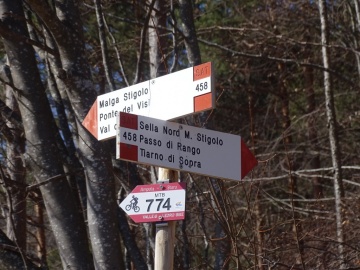 Malga Stigolo
Ponte del Vis
Val
SAT
458
Sella Nord M. Stigolo
458 Passo di Rango
Tiarno di Sopra
MTB
774